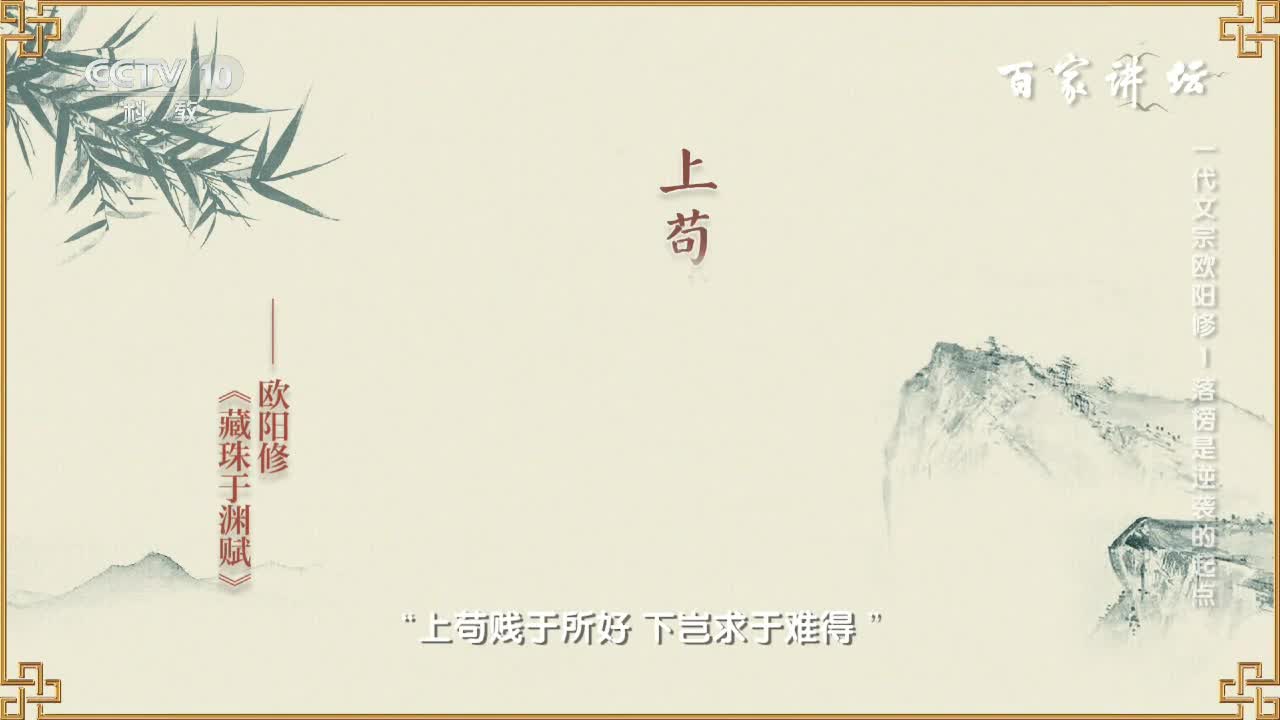 CCTV 10
科 教
百家讲坛
一代文宗欧阳修 1 落榜是逆袭的起点
上苟
——欧阳修
《藏珠于渊赋》
“上苟贱于所好 下岂求于难得”